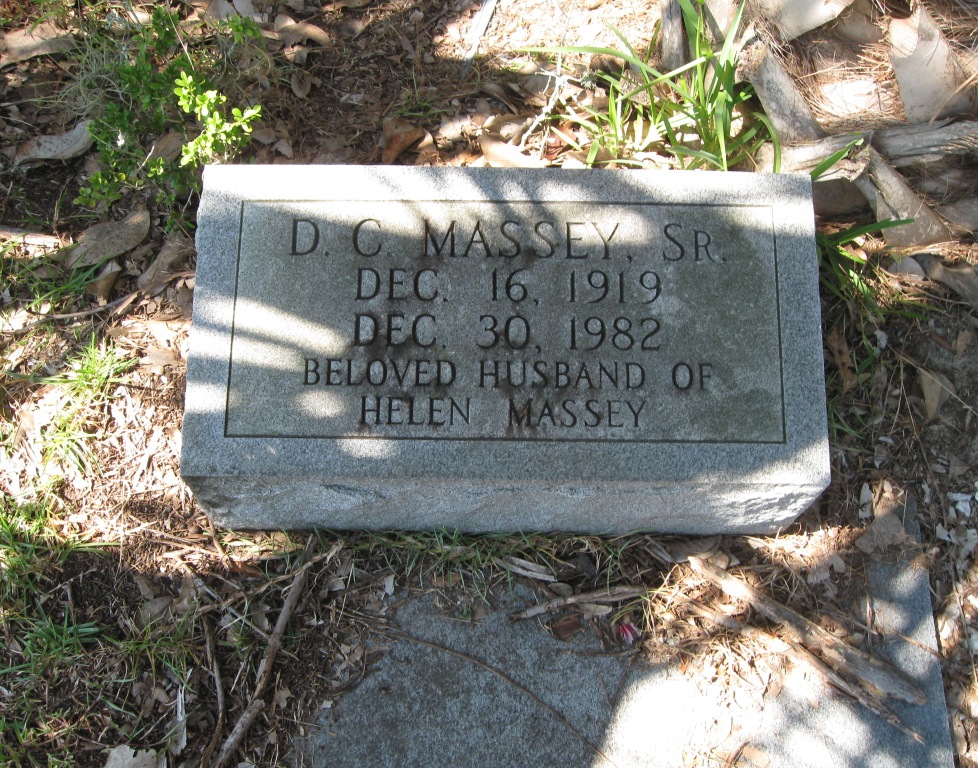 D. C. MASSEY, SR.
DEC. 16, 1919
DEC. 30, 1982
BELOVED HUSBAND OF
HELEN MASSEY